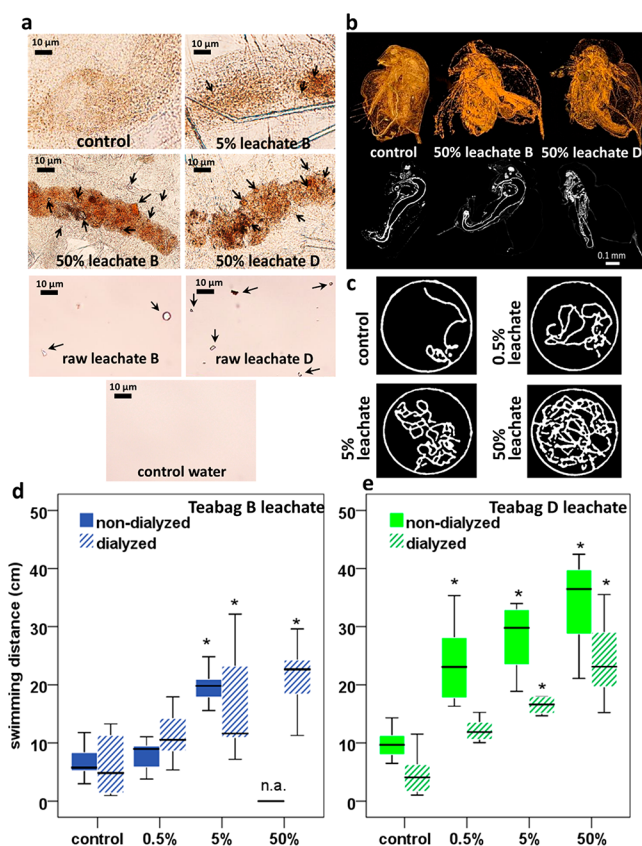 a
10 μm
control
10 μm
5% leachate B
10 μm
50% leachate B
10 μm
50% leachate D
10 μm
raw leachate B
10 μm
raw leachate D
10 μm
control water
b
control
50% leachate B
50% leachate D
0.1 mm
c
control
0.5%
leachate
5%
leachate
50%
leachate
d
Teabag B leachate
non-dialyzed
dialyzed
swimming distance (cm)
50
40
30
20
10
0
*
*
*
n.a.
control
0.5%
5%
50%
e
Teabag D leachate
non-dialyzed
dialyzed
50
40
30
20
10
0
*
*
*
*
*
control
0.5%
5%
50%